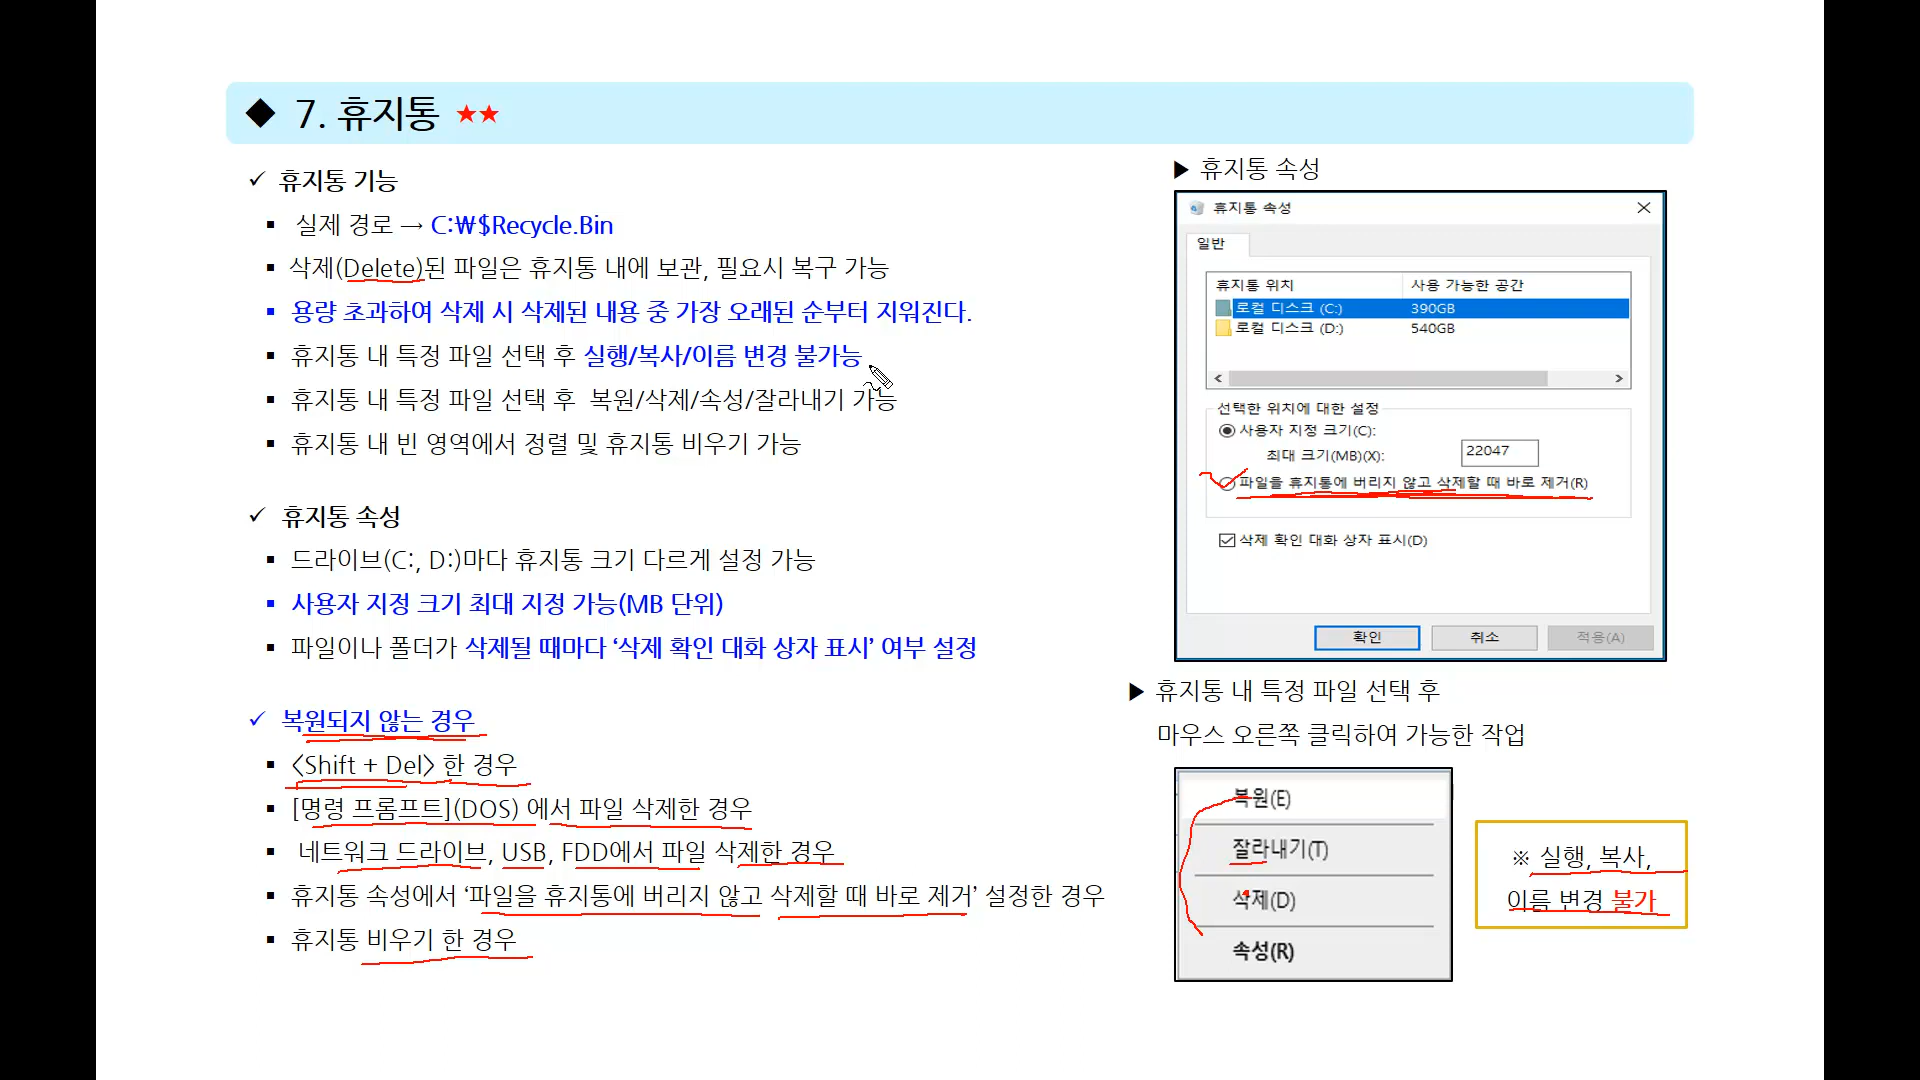 ◆ 7. 휴지통 ★★
✓ 휴지통 기능
▪ 실제 경로 → C:₩$Recycle.Bin
▪ 삭제(Delete)된 파일은 휴지통 내에 보관, 필요시 복구 가능
▪ 용량 초과하여 삭제 시 삭제된 내용 중 가장 오래된 순부터 지워진다.
▪ 휴지통 내 특정 파일 선택 후 실행/복사/이름 변경 불가능
▪ 휴지통 내 특정 파일 선택 후 복원/삭제/속성/잘라내기 가능
▪ 휴지통 내 빈 영역에서 정렬 및 휴지통 비우기 가능
✓ 휴지통 속성
▪ 드라이브(C:, D:)마다 휴지통 크기 다르게 설정 가능
▪ 사용자 지정 크기 최대 지정 가능(MB 단위)
▪ 파일이나 폴더가 삭제될 때마다 ‘삭제 확인 대화 상자 표시’ 여부 설정
✓ 복원되지 않는 경우
▪ <Shift + Del> 한 경우
▪ [명령 프롬프트](DOS) 에서 파일 삭제한 경우
▪ 네트워크 드라이브, USB, FDD에서 파일 삭제한 경우
▪ 휴지통 속성에서 ‘파일을 휴지통에 버리지 않고 삭제할 때 바로 제거’ 설정한 경우
▪ 휴지통 비우기 한 경우
▶ 휴지통 속성
휴지통 속성
일반
휴지통 위치 사용 가능한 공간
로컬 디스크 (C:) 390GB
로컬 디스크 (D:) 540GB
선택한 위치에 대한 설정
사용자 지정 크기(C):
최대 크기(MB)(X): 22047
파일을 휴지통에 버리지 않고 삭제할 때 바로 제거(R)
삭제 확인 대화 상자 표시(D)
확인 취소 적용(A)
▶ 휴지통 내 특정 파일 선택 후
마우스 오른쪽 클릭하여 가능한 작업
복원(E)
잘라내기(T)
삭제(D)
속성(R)
※ 실행, 복사,
이름 변경 불가